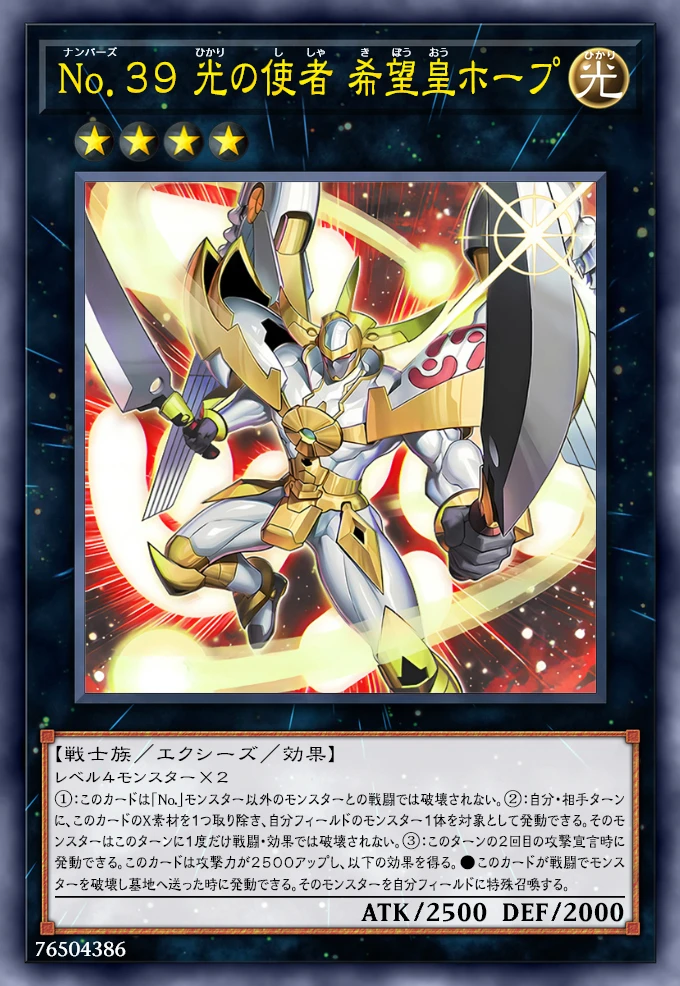 ナンバーズ ひかり し しゃ き ぼう おう
No.39 光の使者 希望皇ホープ
ひかり
光
【戦士族／エクシーズ／効果】
レベル4モンスター×2
①：このカードは「No.」モンスター以外のモンスターとの戦闘では破壊されない。②：自分・相手ターン
に、このカードのX素材を1つ取り除き、自分フィールドのモンスター1体を対象として発動できる。そのモ
ンスターはこのターンに1度だけ戦闘・効果では破壊されない。③：このターンの2回目の攻撃宣言時に
発動できる。このカードは攻撃力が2500アップし、以下の効果を得る。●このカードが戦闘でモンス
ターを破壊し墓地へ送った時に発動できる。そのモンスターを自分フィールドに特殊召喚する。
ATK/2500 DEF/2000
76504386